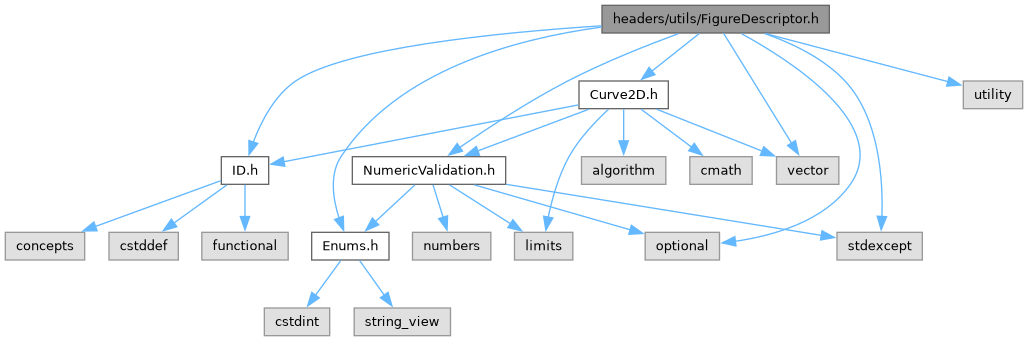 headers/utils/FigureDescriptor.h
Curve2D.h
utility
ID.h
NumericValidation.h
algorithm
cmath
vector
concepts
cstddef
functional
Enums.h
numbers
limits
optional
stdexcept
cstdint
string_view